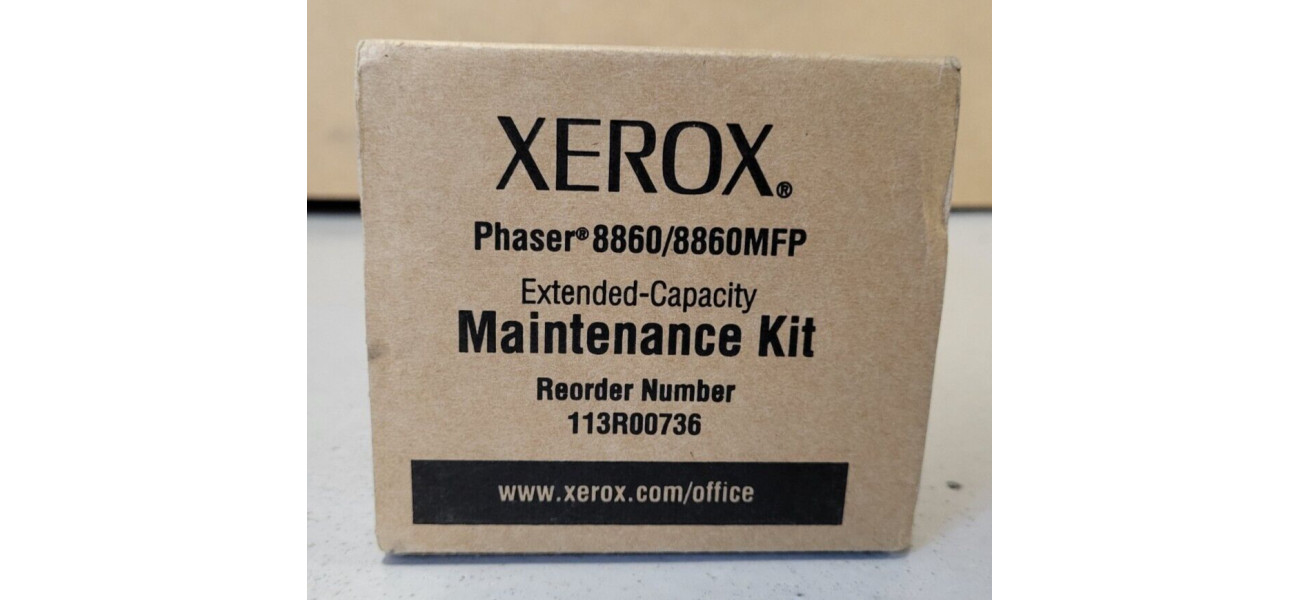 XEROX®
Phaser® 8860/8860MFP
Extended-Capacity
Maintenance Kit
Reorder Number
113R00736
www.xerox.com/office